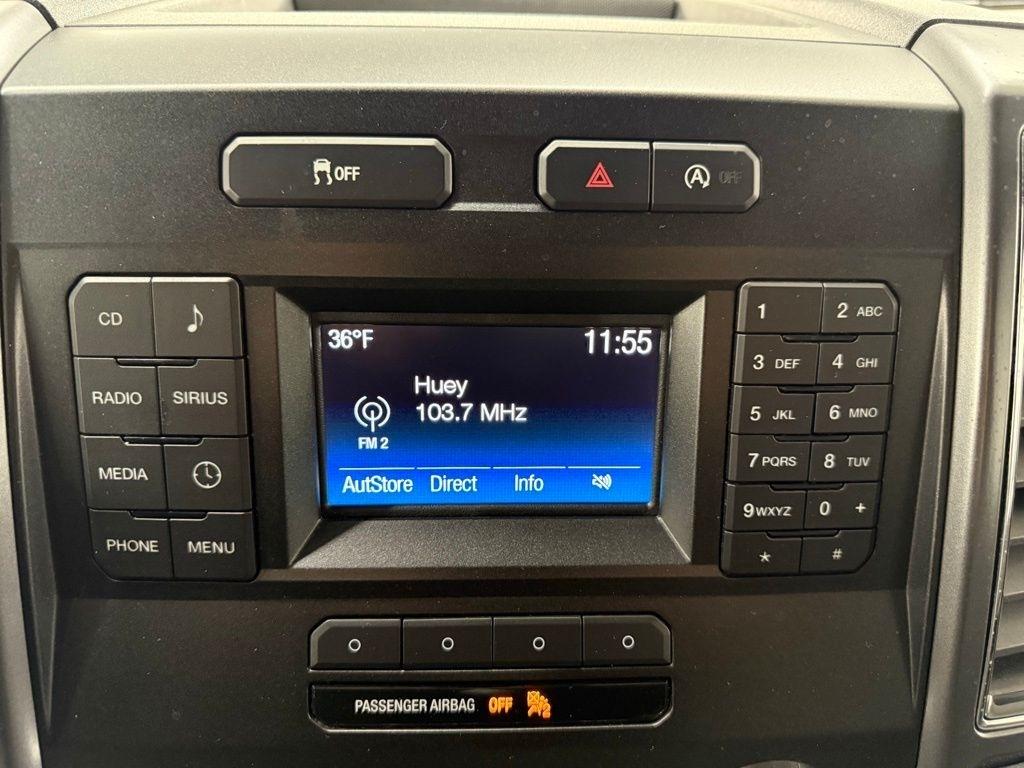 OFF
A OFF
CD
RADIO SIRIUS
MEDIA
PHONE MENU
36°F 11:55
Huey
103.7 MHz
FM 2
AutStore Direct Info
1 2 ABC
3 DEF 4 GHI
5 JKL 6 MNO
7 PQRS 8 TUV
9 WXYZ 0 +
* #
PASSENGER AIRBAG OFF 2